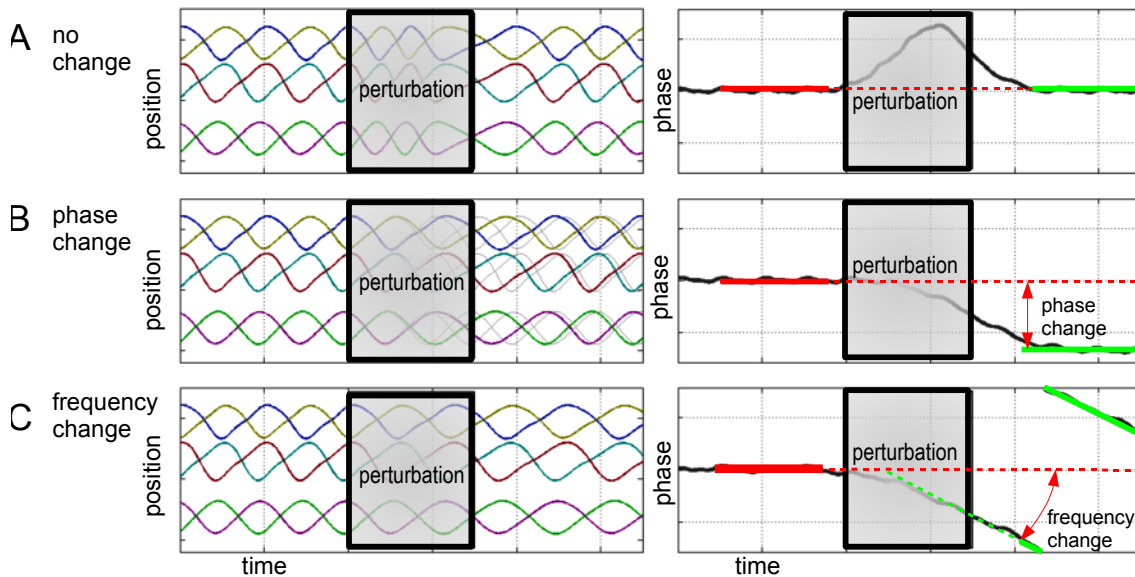 A no
change
position
perturbation
phase
perturbation
B phase
change
position
perturbation
phase
perturbation
phase
change
C frequency
change
position
perturbation
phase
perturbation
frequency
change
time
time